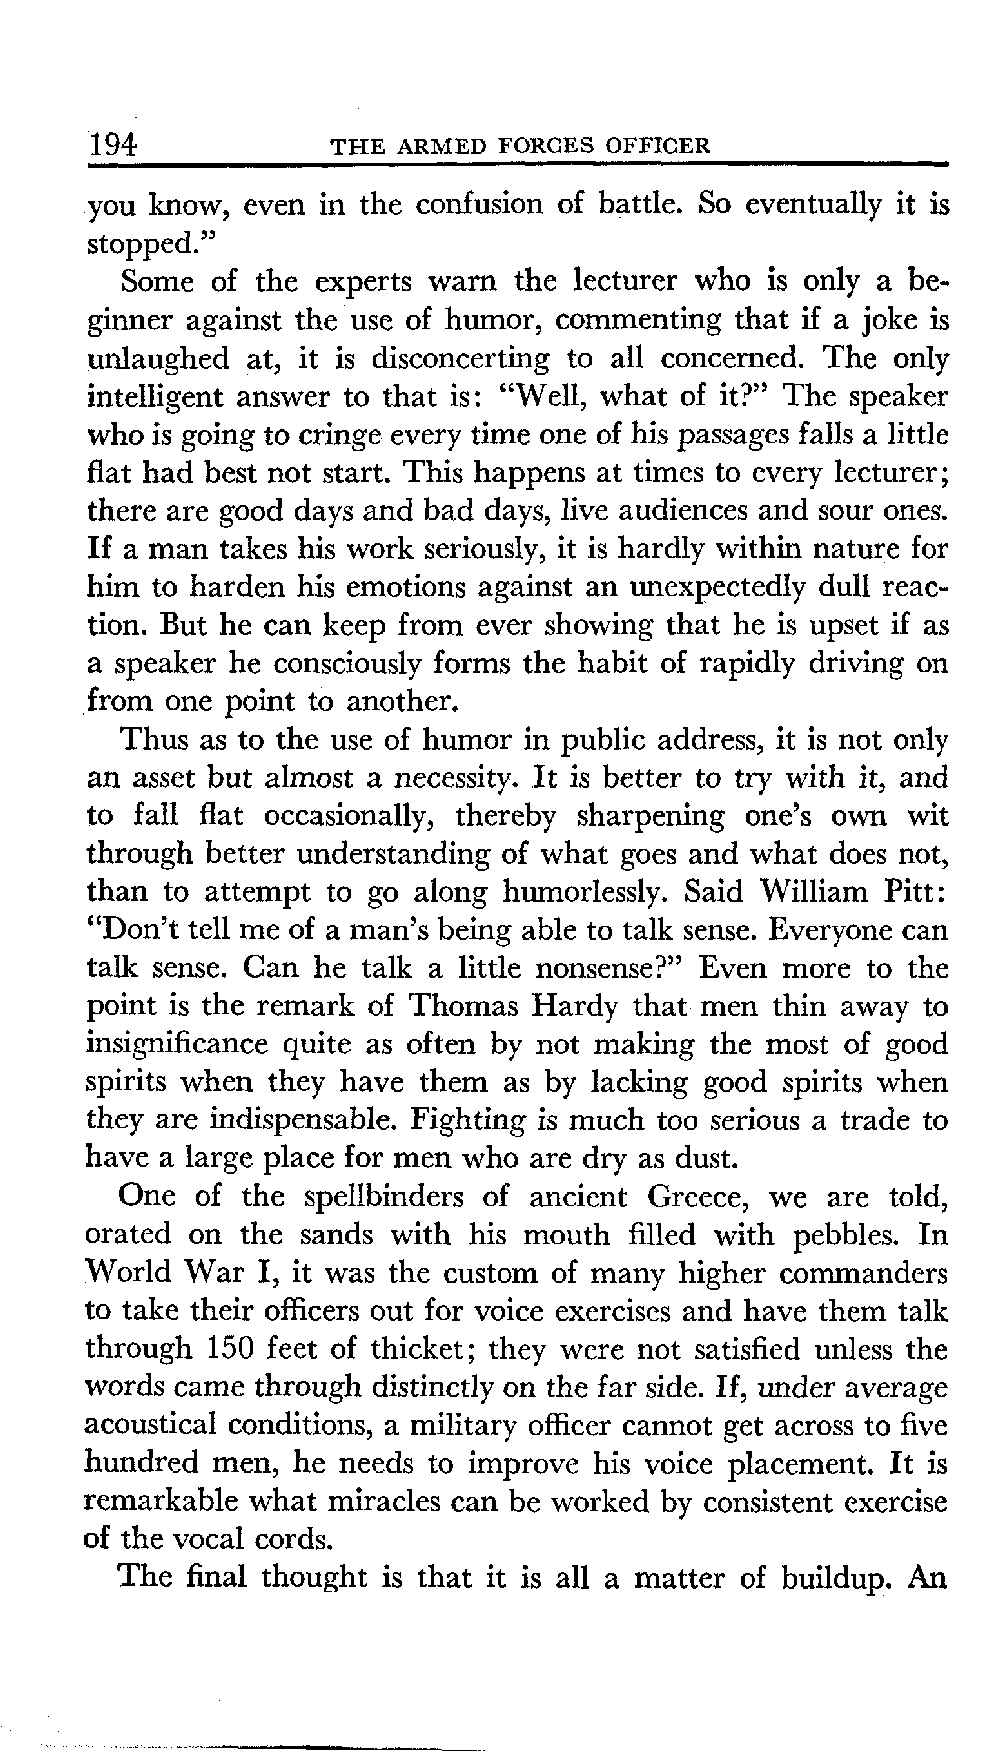 194 THE ARMED FORCES OFFICER
you know, even in the confusion of battle. So eventually it is
stopped.”
Some of the experts warn the lecturer who is only a be-
ginner against the use of humor, commenting that if a joke is
unlaughed at, it is disconcerting to all concerned. The only
intelligent answer to that is: “Well, what of it?” The speaker
who is going to cringe every time one of his passages falls a little
flat had best not start. This happens at times to every lecturer;
there are good days and bad days, live audiences and sour ones.
If a man takes his work seriously, it is hardly within nature for
him to harden his emotions against an unexpectedly dull reac-
tion. But he can keep from ever showing that he is upset if as
a speaker he consciously forms the habit of rapidly driving on
from one point to another.
Thus as to the use of humor in public address, it is not only
an asset but almost a necessity. It is better to try with it, and
to fall flat occasionally, thereby sharpening one’s own wit
through better understanding of what goes and what does not,
than to attempt to go along humorlessly. Said William Pitt:
“Don’t tell me of a man’s being able to talk sense. Everyone can
talk sense. Can he talk a little nonsense?” Even more to the
point is the remark of Thomas Hardy that men thin away to
insignificance quite as often by not making the most of good
spirits when they have them as by lacking good spirits when
they are indispensable. Fighting is much too serious a trade to
have a large place for men who are dry as dust.
One of the spellbinders of ancient Greece, we are told,
orated on the sands with his mouth filled with pebbles. In
World War I, it was the custom of many higher commanders
to take their officers out for voice exercises and have them talk
through 150 feet of thicket; they were not satisfied unless the
words came through distinctly on the far side. If, under average
acoustical conditions, a military officer cannot get across to five
hundred men, he needs to improve his voice placement. It is
remarkable what miracles can be worked by consistent exercise
of the vocal cords.
The final thought is that it is all a matter of buildup. An